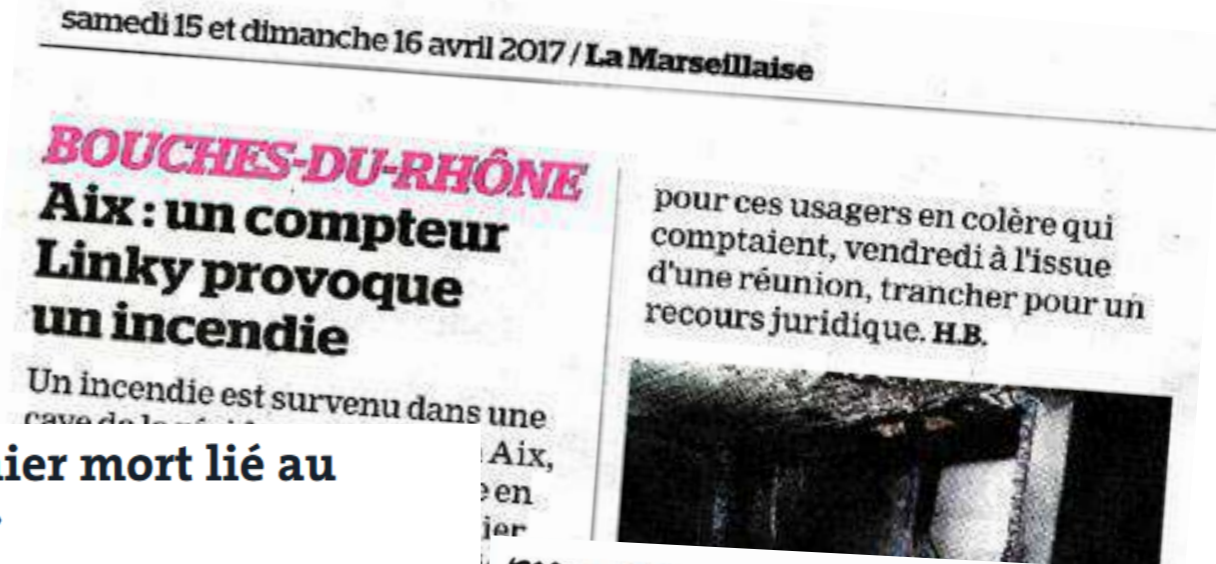 samedi 15 et dimanche 16 avril 2017 / La Marseillaise
BOUCHES-DU-RHÔNE
Aix : un compteur
Linky provoque
un incendie
Un incendie est survenu dans une
Aix,
en
pour ces usagers en colère qui
comptaient, vendredi à l'issue
d'une réunion, trancher pour un
recours juridique. H.B.
mort lié au